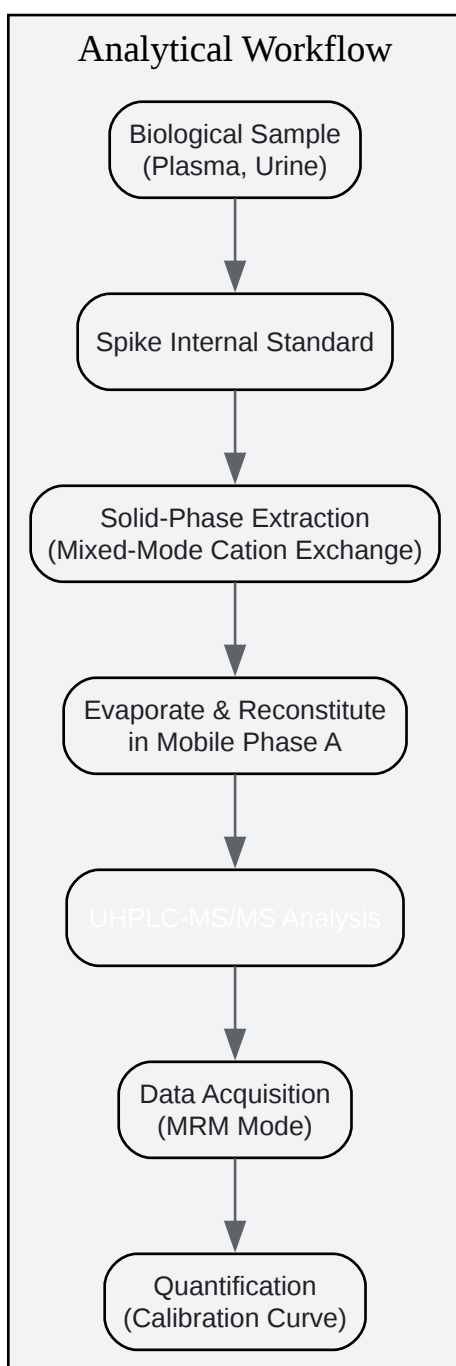 Analytical Workflow
Biological Sample
(Plasma, Urine)
Spike Internal Standard
Solid-Phase Extraction
(Mixed-Mode Cation Exchange)
Evaporate & Reconstitute
in Mobile Phase A
UHPLC-MS/MS Analysis
Data Acquisition
(MRM Mode)
Quantification
(Calibration Curve)